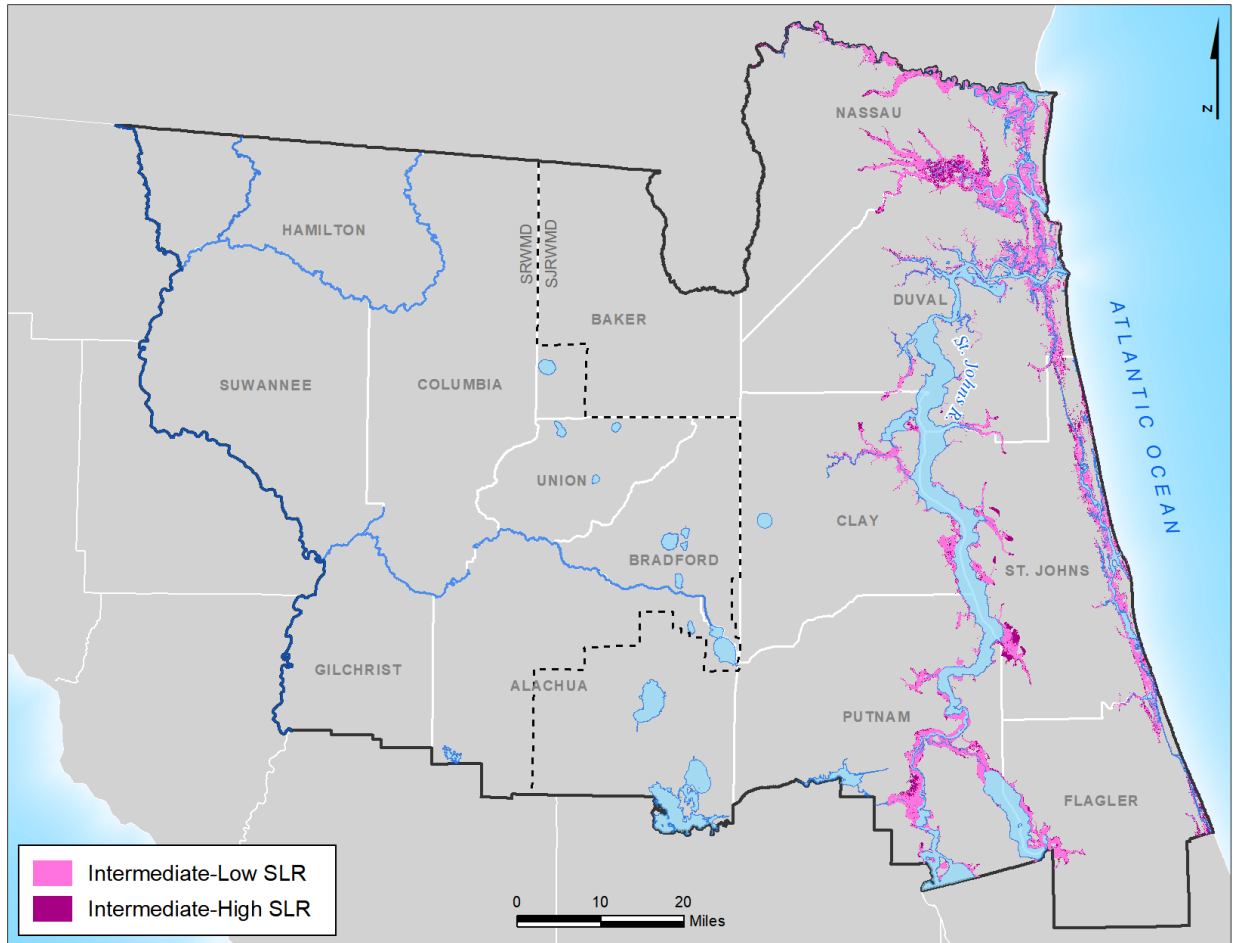 N
NASSAU
HAMILTON
SRWMD
SJRWMD
DUVAL
BAKER
ATLANTIC OCEAN
St. Johns R.
SUWANNEE
COLUMBIA
UNION
CLAY
BRADFORD
ST. JOHNS
GILCHRIST
ALACHUA
PUTNAM
FLAGLER
Intermediate-Low SLR
Intermediate-High SLR
0 10 20
Miles